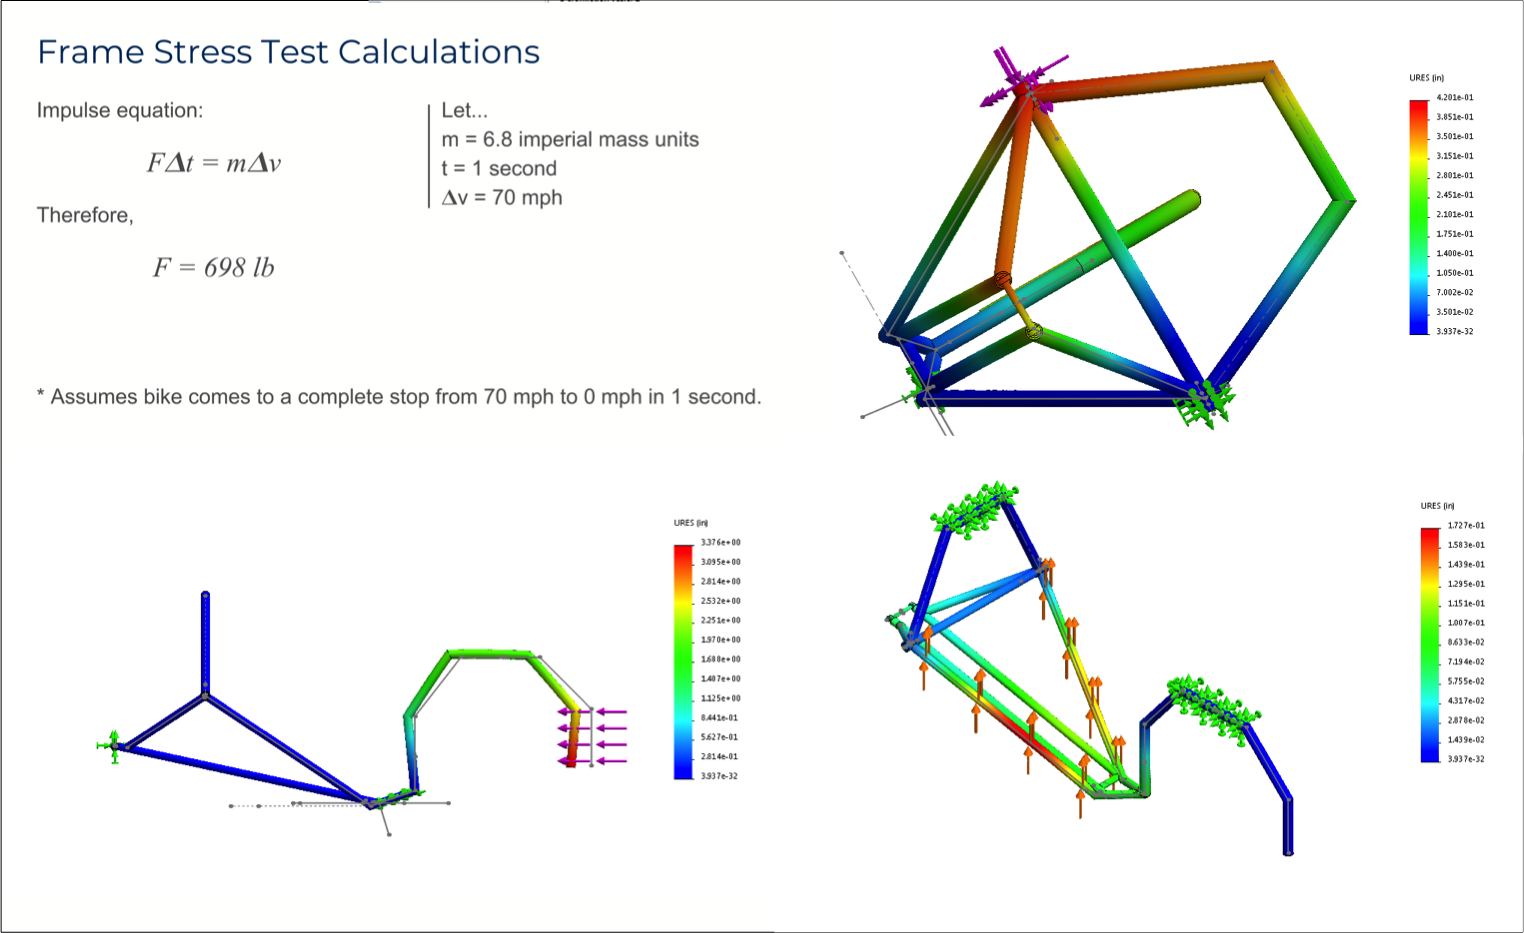 Frame Stress Test Calculations
Impulse equation:
FΔt = mΔv
Therefore,
F = 698 lb
Let...
m = 6.8 imperial mass units
t = 1 second
Δv = 70 mph
* Assumes bike comes to a complete stop from 70 mph to 0 mph in 1 second.
URES (in)
4.201e-01
3.851e-01
3.501e-01
3.151e-01
2.801e-01
2.451e-01
2.101e-01
1.751e-01
1.400e-01
1.050e-01
7.002e-02
3.501e-02
3.937e-32
URES (in)
3.376e+00
3.095e+00
2.814e+00
2.532e+00
2.251e+00
1.970e+00
1.688e+00
1.407e+00
1.125e+00
8.441e-01
5.627e-01
2.814e-01
3.937e-32
URES (in)
1.727e-01
1.583e-01
1.439e-01
1.295e-01
1.151e-01
1.007e-01
8.633e-02
7.194e-02
5.755e-02
4.317e-02
2.878e-02
1.439e-02
3.937e-32